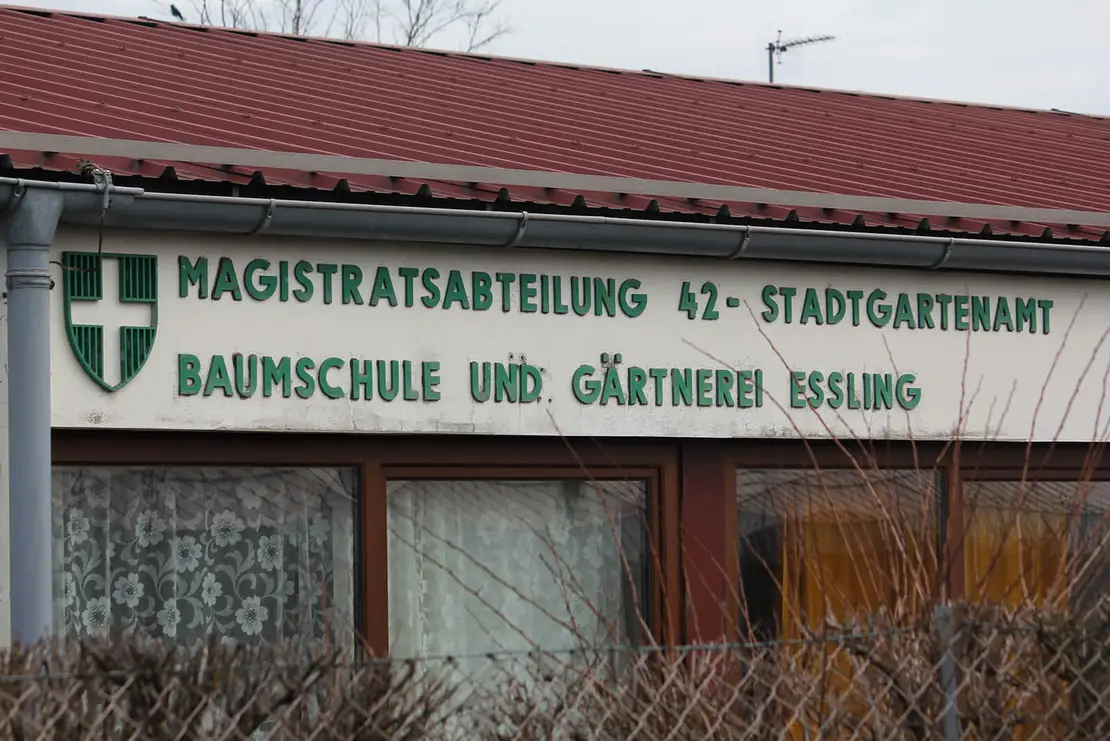 MAGISTRATSABTEILUNG 42 - STADTGARTENAMT
BAUMSCHULE UND GÄRTNEREI ESSLING